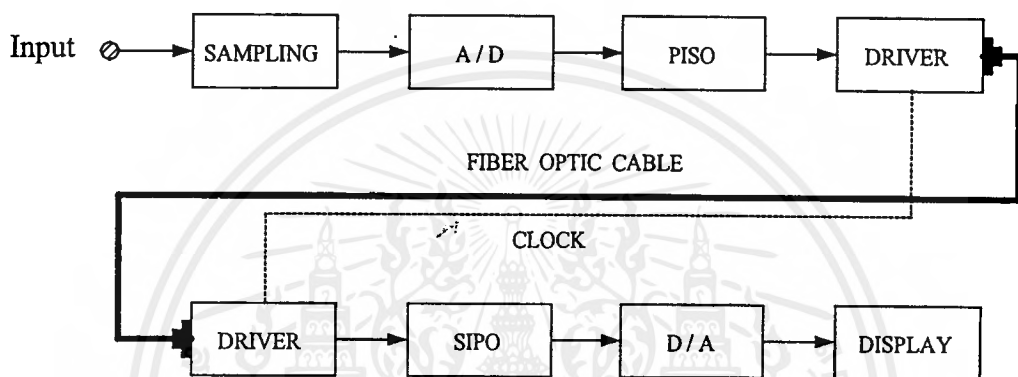 Input SAMPLING A / D PISO DRIVER
FIBER OPTIC CABLE
CLOCK
DRIVER SIPO D / A DISPLAY